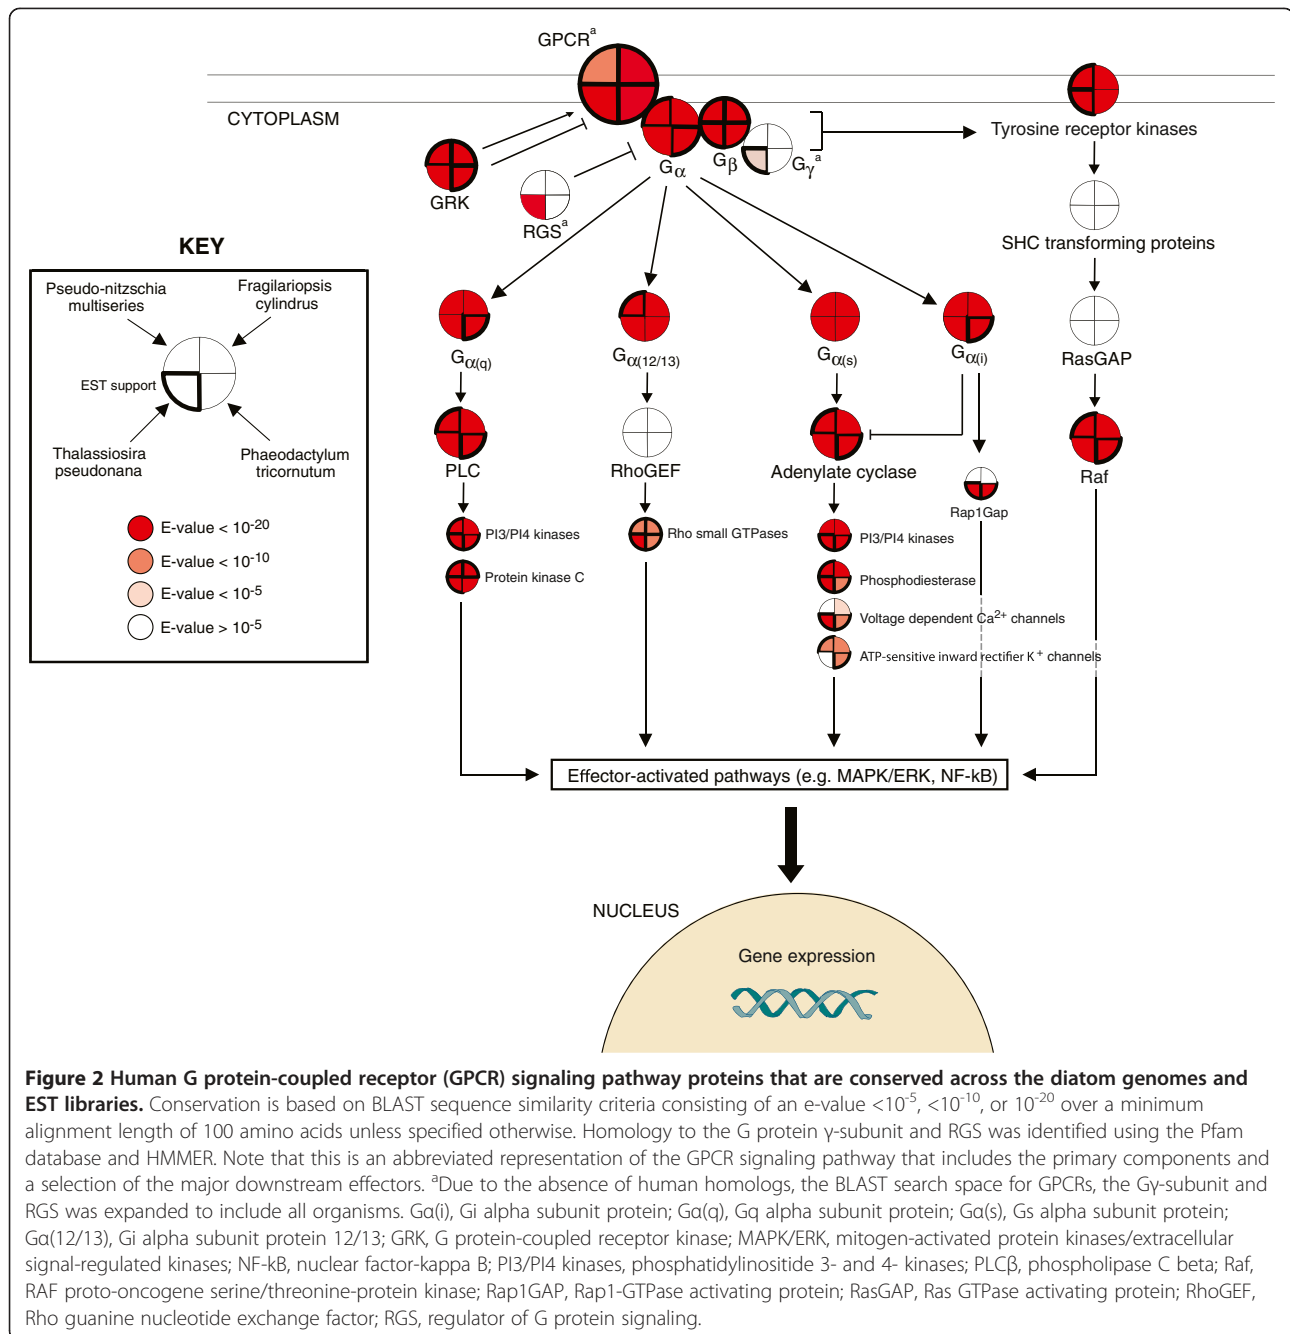 GPCRᵃ
CYTOPLASM
Tyrosine receptor kinases
Gα
Gβ
Gγᵃ
GRK
RGSᵃ
SHC transforming proteins
KEY
Pseudo-nitzschia
multiseries
Fragilariopsis
cylindrus
EST support
Thalassiosira
pseudonana
Phaeodactylum
tricornutum
E-value < 10⁻²⁰
E-value < 10⁻¹⁰
E-value < 10⁻⁵
E-value > 10⁻⁵
Gα(q)
Gα(12/13)
Gα(s)
Gα(i)
RasGAP
PLC
RhoGEF
Adenylate cyclase
Rap1Gap
Raf
PI3/PI4 kinases
Protein kinase C
Rho small GTPases
PI3/PI4 kinases
Phosphodiesterase
Voltage dependent Ca²⁺ channels
ATP-sensitive inward rectifier K⁺ channels
Effector-activated pathways (e.g. MAPK/ERK, NF-kB)
NUCLEUS
Gene expression
Figure 2 Human G protein-coupled receptor (GPCR) signaling pathway proteins that are conserved across the diatom genomes and
EST libraries. Conservation is based on BLAST sequence similarity criteria consisting of an e-value <10⁻⁵, <10⁻¹⁰, or 10⁻²⁰ over a minimum
alignment length of 100 amino acids unless specified otherwise. Homology to the G protein γ-subunit and RGS was identified using the Pfam
database and HMMER. Note that this is an abbreviated representation of the GPCR signaling pathway that includes the primary components and
a selection of the major downstream effectors. ᵃDue to the absence of human homologs, the BLAST search space for GPCRs, the Gγ-subunit and
RGS was expanded to include all organisms. Gα(i), Gi alpha subunit protein; Gα(q), Gq alpha subunit protein; Gα(s), Gs alpha subunit protein;
Gα(12/13), Gi alpha subunit protein 12/13; GRK, G protein-coupled receptor kinase; MAPK/ERK, mitogen-activated protein kinases/extracellular
signal-regulated kinases; NF-kB, nuclear factor-kappa B; PI3/PI4 kinases, phosphatidylinositide 3- and 4- kinases; PLCβ, phospholipase C beta; Raf,
RAF proto-oncogene serine/threonine-protein kinase; Rap1GAP, Rap1-GTPase activating protein; RasGAP, Ras GTPase activating protein; RhoGEF,
Rho guanine nucleotide exchange factor; RGS, regulator of G protein signaling.